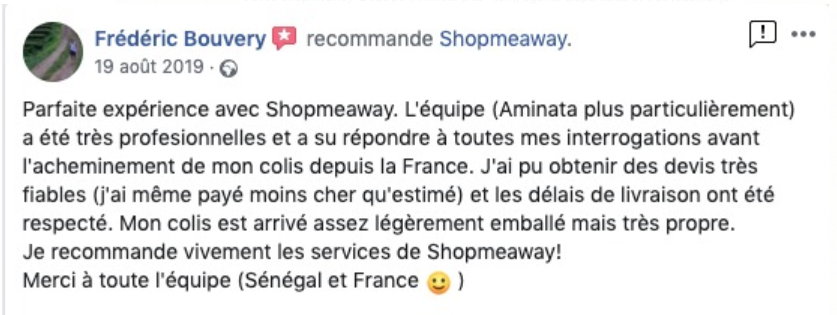 Frédéric Bouvery recommande Shopmeaway.
19 août 2019 ·
Parfaite expérience avec Shopmeaway. L'équipe (Aminata plus particulièrement)
a été très profesionnelles et a su répondre à toutes mes interrogations avant
l'acheminement de mon colis depuis la France. J'ai pu obtenir des devis très
fiables (j'ai même payé moins cher qu'estimé) et les délais de livraison ont été
respecté. Mon colis est arrivé assez légèrement emballé mais très propre.
Je recommande vivement les services de Shopmeaway!
Merci à toute l'équipe (Sénégal et France 🙂 )